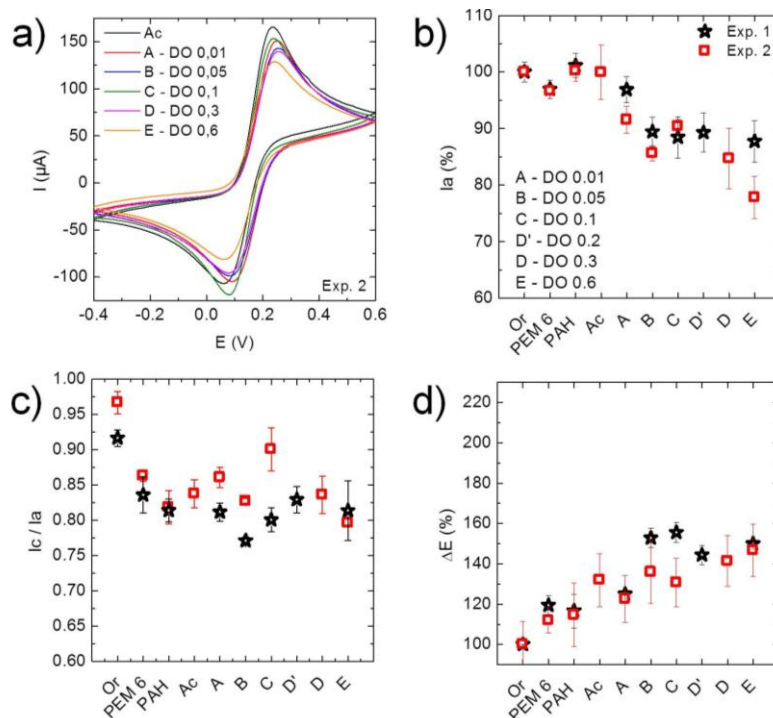 a)
Ac
A - DO 0,01
B - DO 0,05
C - DO 0,1
D - DO 0,3
E - DO 0,6
150
100
50
0
-50
-100
I (µA)
-0.4 -0.2 0.0 0.2 0.4 0.6
E (V)
Exp. 2
b)
Exp. 1
Exp. 2
110
100
90
80
70
60
Ia (%)
A - DO 0.01
B - DO 0.05
C - DO 0.1
D' - DO 0.2
D - DO 0.3
E - DO 0.6
Or PEM 6 PAH Ac A B C D' D E
c)
1.00
0.95
0.90
0.85
0.80
0.75
0.70
0.65
0.60
Ic / Ia
Or PEM 6 PAH Ac A B C D' D E
d)
220
200
180
160
140
120
100
ΔE (%)
Or PEM 6 PAH Ac A B C D' D E